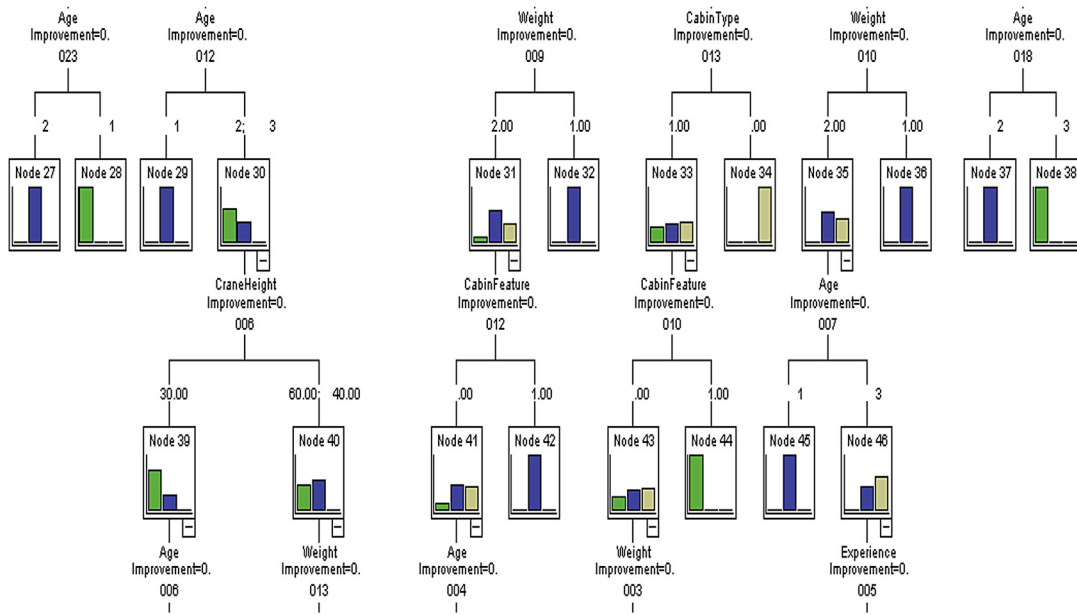 Age Age Weight CabinType Weight Age
Improvement=0. Improvement=0. Improvement=0. Improvement=0. Improvement=0. Improvement=0.
023 012 009 013 010 018
2 1 1 2; 3 2.00 1.00 1.00 .00 2.00 1.00 2 3
Node 27 Node 28 Node 29 Node 30 Node 31 Node 32 Node 33 Node 34 Node 35 Node 36 Node 37 Node 38
CraneHeight CabinFeature CabinFeature Age
Improvement=0. Improvement=0. Improvement=0. Improvement=0.
006 012 010 007
30.00 60.00; 40.00 .00 1.00 .00 1.00 1 3
Node 39 Node 40 Node 41 Node 42 Node 43 Node 44 Node 45 Node 46
Age Weight Age Weight Experience
Improvement=0. Improvement=0. Improvement=0. Improvement=0. Improvement=0.
006 013 004 003 005